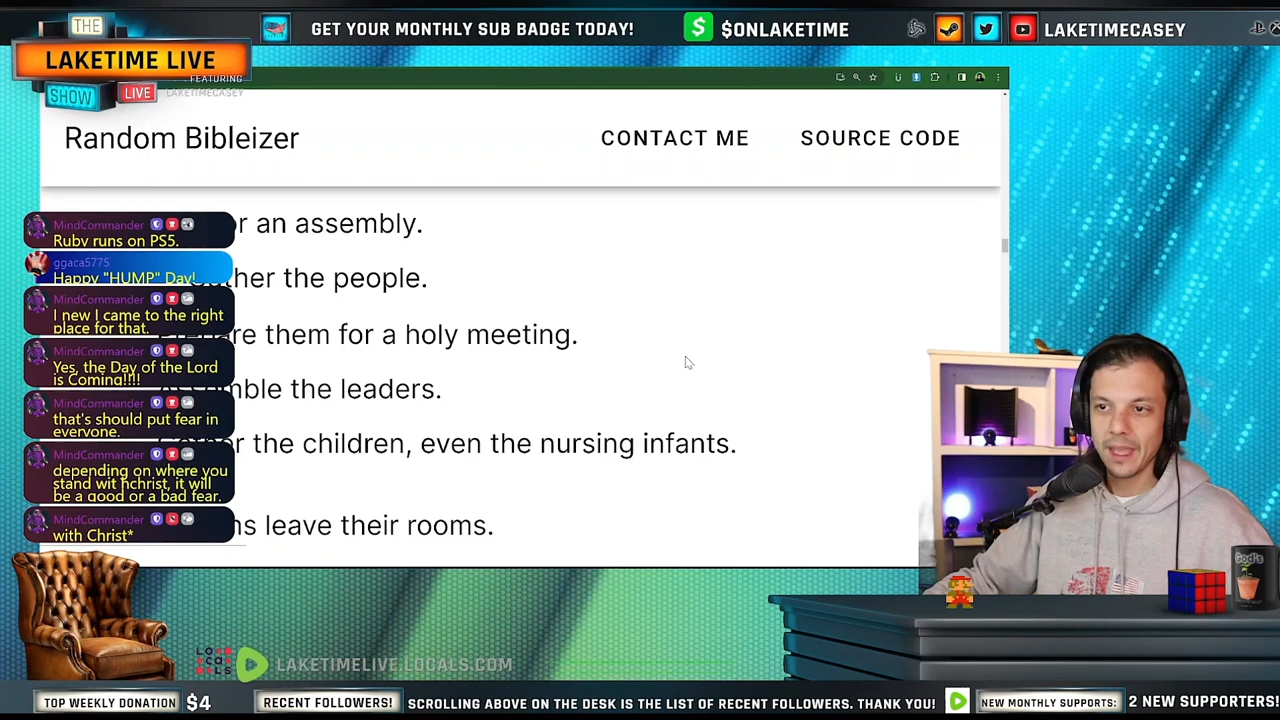 THE
LAKETIME LIVE
FEATURING
SHOW
LIVE
LAKETIMECASEY
GET YOUR MONTHLY SUB BADGE TODAY!
$ONLAKETIME
LAKETIMECASEY
Random Bibleizer
CONTACT ME
SOURCE CODE
r an assembly.
ther the people.
them for a holy meeting.
the leaders.
the children, even the nursing infants.
leave their rooms.
MindCommander
Ruby runs on PS5.
ggaca5775
Happy "HUMP" Day!
MindCommander
I new I came to the right
place for that.
MindCommander
Yes, the Day of the Lord
is Coming!!!!
MindCommander
that's should put fear in
everyone.
MindCommander
depending on where you
stand wit hchrist, it will
be a good or a bad fear.
MindCommander
with Christ*
God's
LAKETIMELIVE.LOCALS.COM
TOP WEEKLY DONATION
$4
RECENT FOLLOWERS!
SCROLLING ABOVE ON THE DESK IS THE LIST OF RECENT FOLLOWERS. THANK YOU!
NEW MONTHLY SUPPORTS:
2 NEW SUPPORTERS!